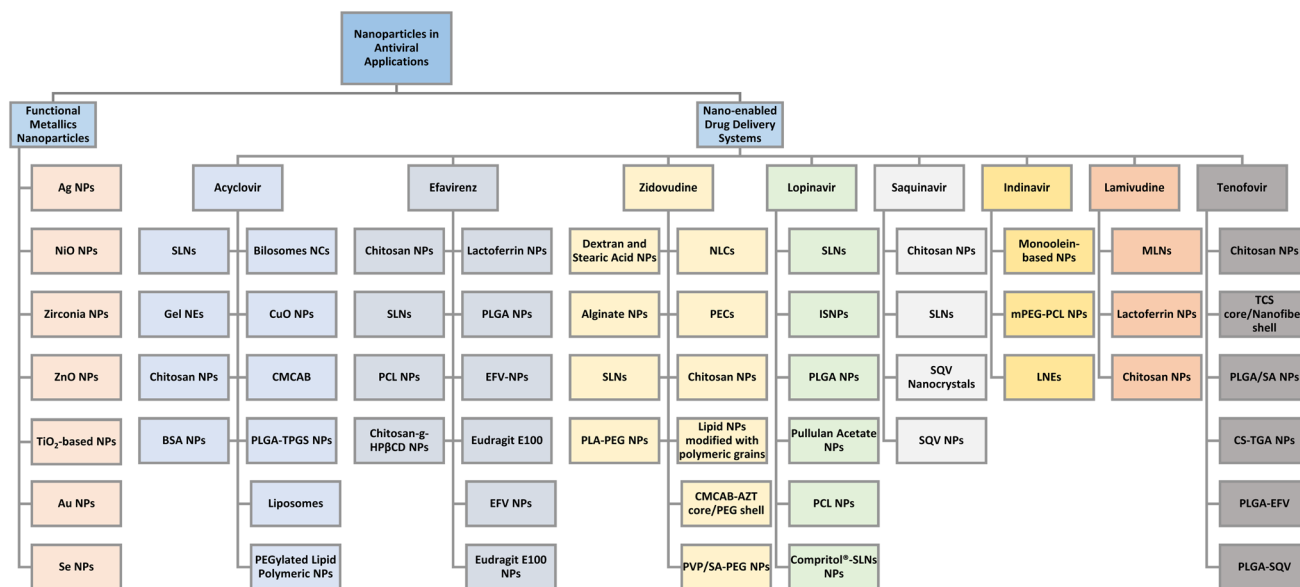 Nanoparticles in
Antiviral
Applications
Functional
Metallics
Nanoparticles
Nano-enabled
Drug Delivery
Systems
Ag NPs
NiO NPs
Zirconia NPs
ZnO NPs
TiO₂-based NPs
Au NPs
Se NPs
Acyclovir
SLNs
Gel NEs
Chitosan NPs
BSA NPs
Bilosomes NCs
CuO NPs
CMCAB
PLGA-TPGS NPs
Liposomes
PEGylated Lipid
Polymeric NPs
Efavirenz
Chitosan NPs
SLNs
PCL NPs
Chitosan-g-
HPβCD NPs
Lactoferrin NPs
PLGA NPs
EFV-NPs
Eudragit E100
EFV NPs
Eudragit E100
NPs
Zidovudine
Dextran and
Stearic Acid NPs
Alginate NPs
SLNs
PLA-PEG NPs
NLCs
PECs
Chitosan NPs
Lipid NPs
modified with
polymeric grains
CMCAB-AZT
core/PEG shell
PVP/SA-PEG NPs
Lopinavir
SLNs
ISNPs
PLGA NPs
Pullulan Acetate
NPs
PCL NPs
Compritol®-SLNs
NPs
Saquinavir
Chitosan NPs
SLNs
SQV
Nanocrystals
SQV NPs
Indinavir
Monoolein-
based NPs
mPEG-PCL NPs
LNEs
Lamivudine
MLNs
Lactoferrin NPs
Chitosan NPs
Tenofovir
Chitosan NPs
TCS
core/Nanofiber
shell
PLGA/SA NPs
CS-TGA NPs
PLGA-EFV
PLGA-SQV